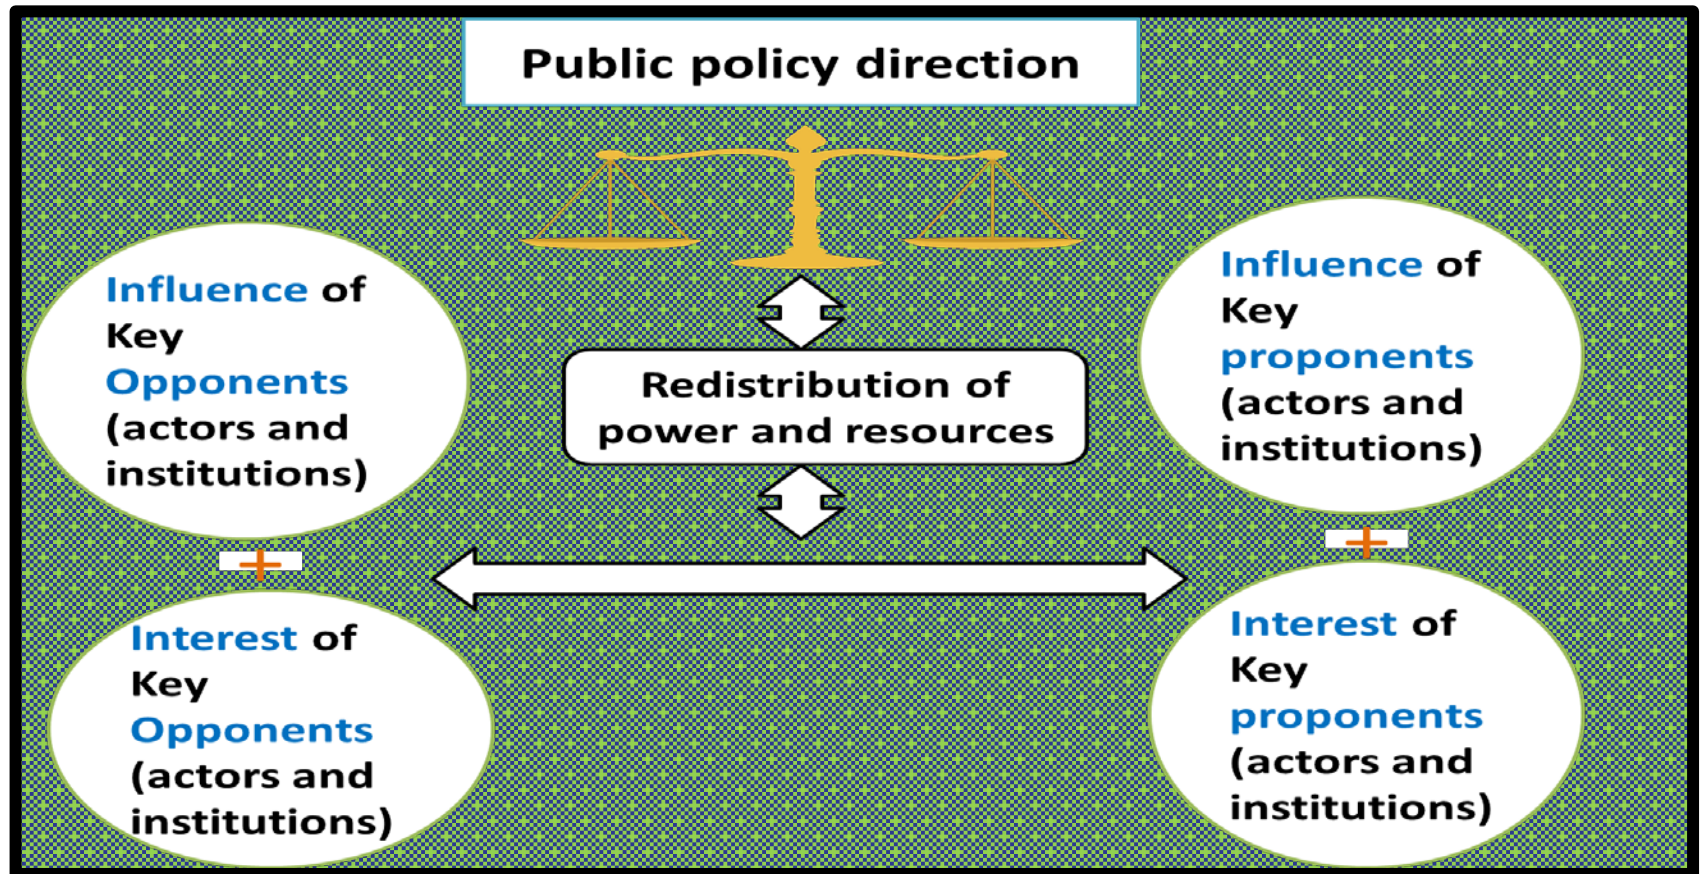 Public policy direction
Influence of
Key
Opponents
(actors and
institutions)
+
Interest of
Key
Opponents
(actors and
institutions)
Redistribution of
power and resources
Influence of
Key
proponents
(actors and
institutions)
+
Interest of
Key
proponents
(actors and
institutions)